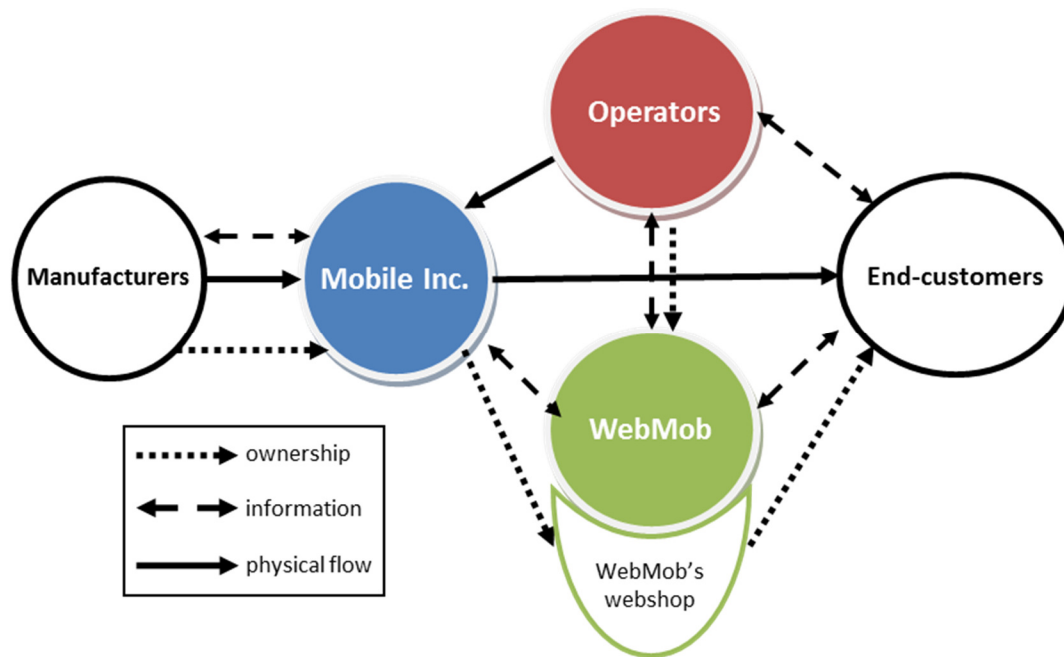 Operators
Manufacturers
Mobile Inc.
End-customers
WebMob
WebMob's
webshop
ownership
information
physical flow